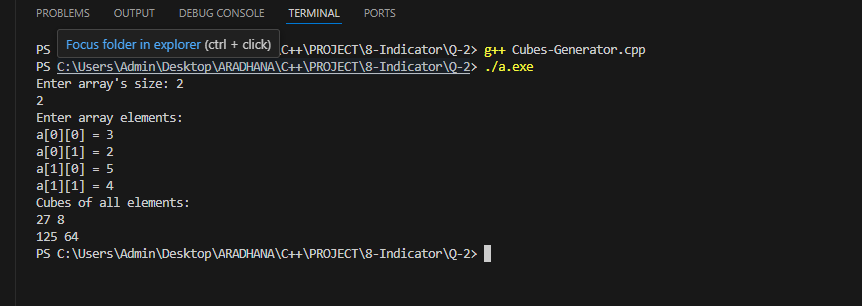 PROBLEMS OUTPUT DEBUG CONSOLE TERMINAL PORTS
Focus folder in explorer (ctrl + click)
PS C++\PROJECT\8-Indicator\Q-2> g++ Cubes-Generator.cpp
PS C:\Users\Admin\Desktop\ARADHANA\C++\PROJECT\8-Indicator\Q-2> ./a.exe
Enter array's size: 2
2
Enter array elements:
a[0][0] = 3
a[0][1] = 2
a[1][0] = 5
a[1][1] = 4
Cubes of all elements:
27 8
125 64
PS C:\Users\Admin\Desktop\ARADHANA\C++\PROJECT\8-Indicator\Q-2>